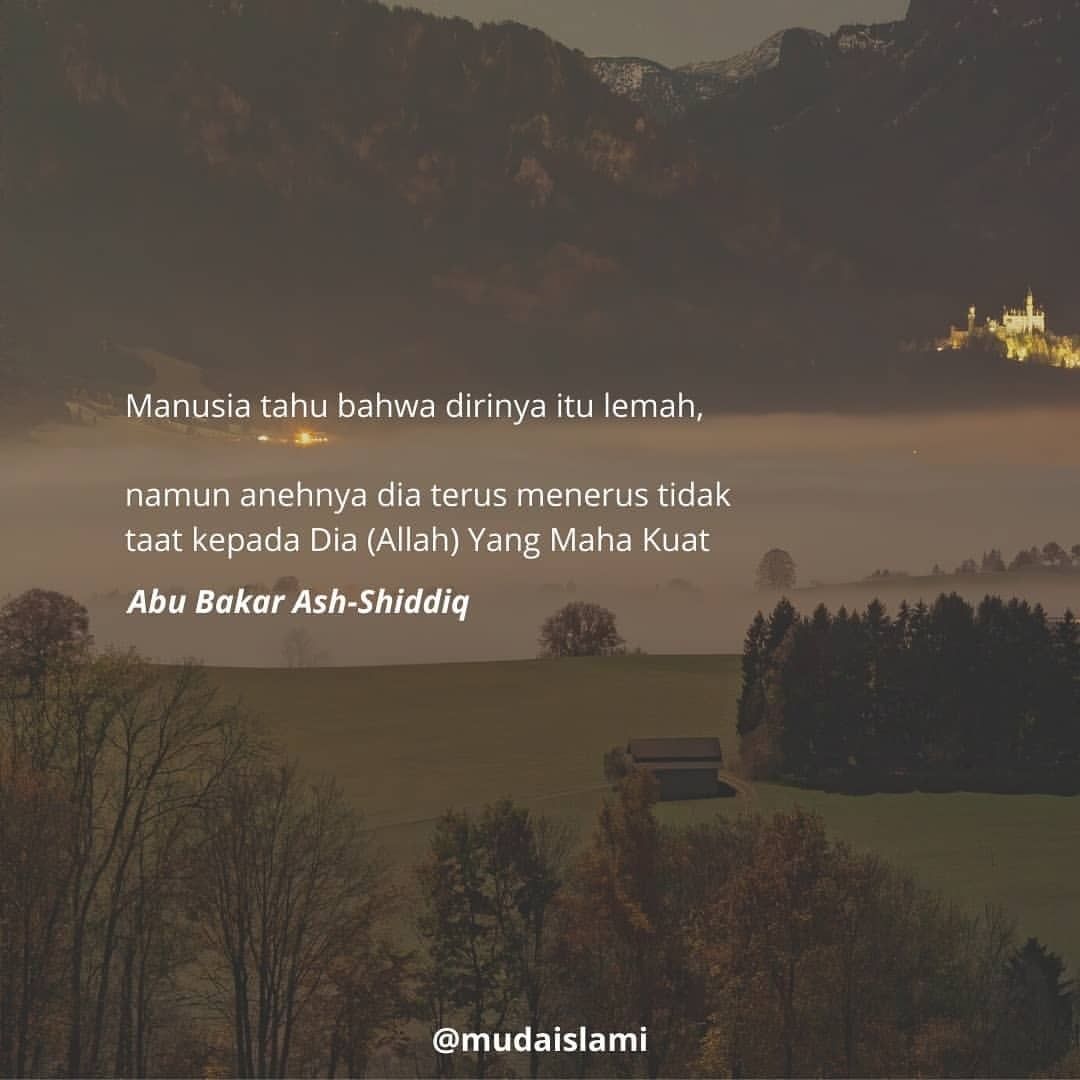 Manusia tahu bahwa dirinya itu lemah,
namun anehnya dia terus menerus tidak
taat kepada Dia (Allah) Yang Maha Kuat
Abu Bakar Ash-Shiddiq
@mudaislami